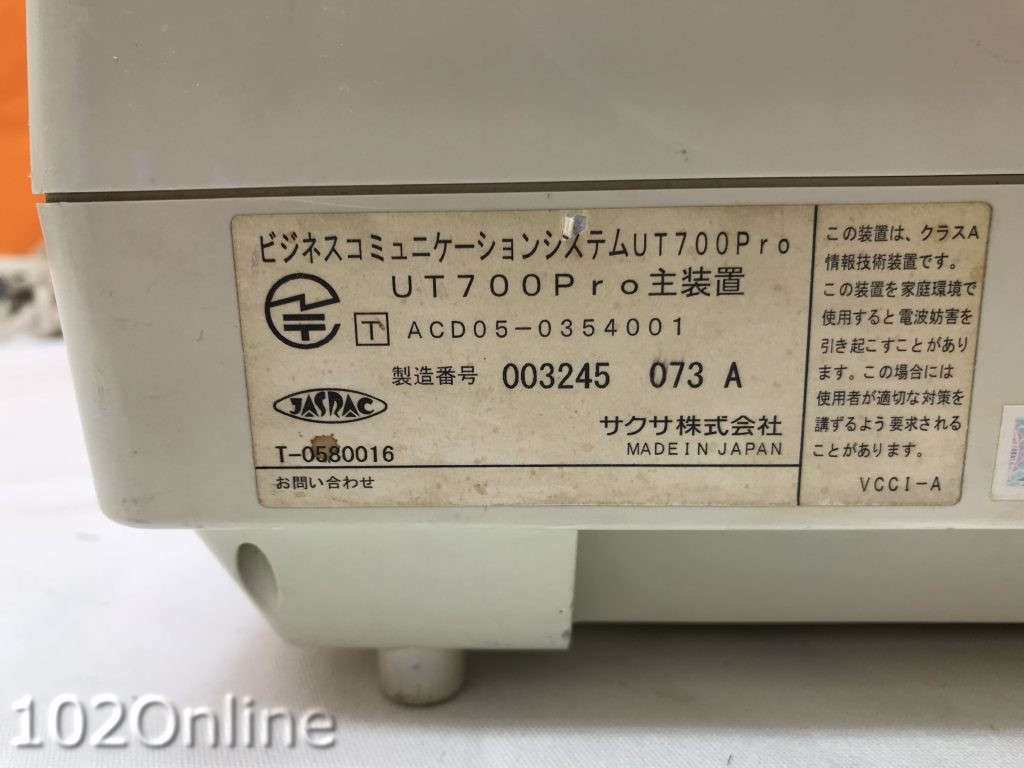 ビジネスコミュニケーションシステムUT700Pro
UT700Pro主装置
T ACD05-0354001
製造番号 003245 073 A
JASRAC
サクサ株式会社
T-0580016
MADE IN JAPAN
お問い合わせ
この装置は、クラスA
情報技術装置です。
この装置を家庭環境で
使用すると電波妨害を
引き起こすことがあり
ます。この場合には
使用者が適切な対策を
講ずるよう要求される
ことがあります。
VCCI-A
102Online